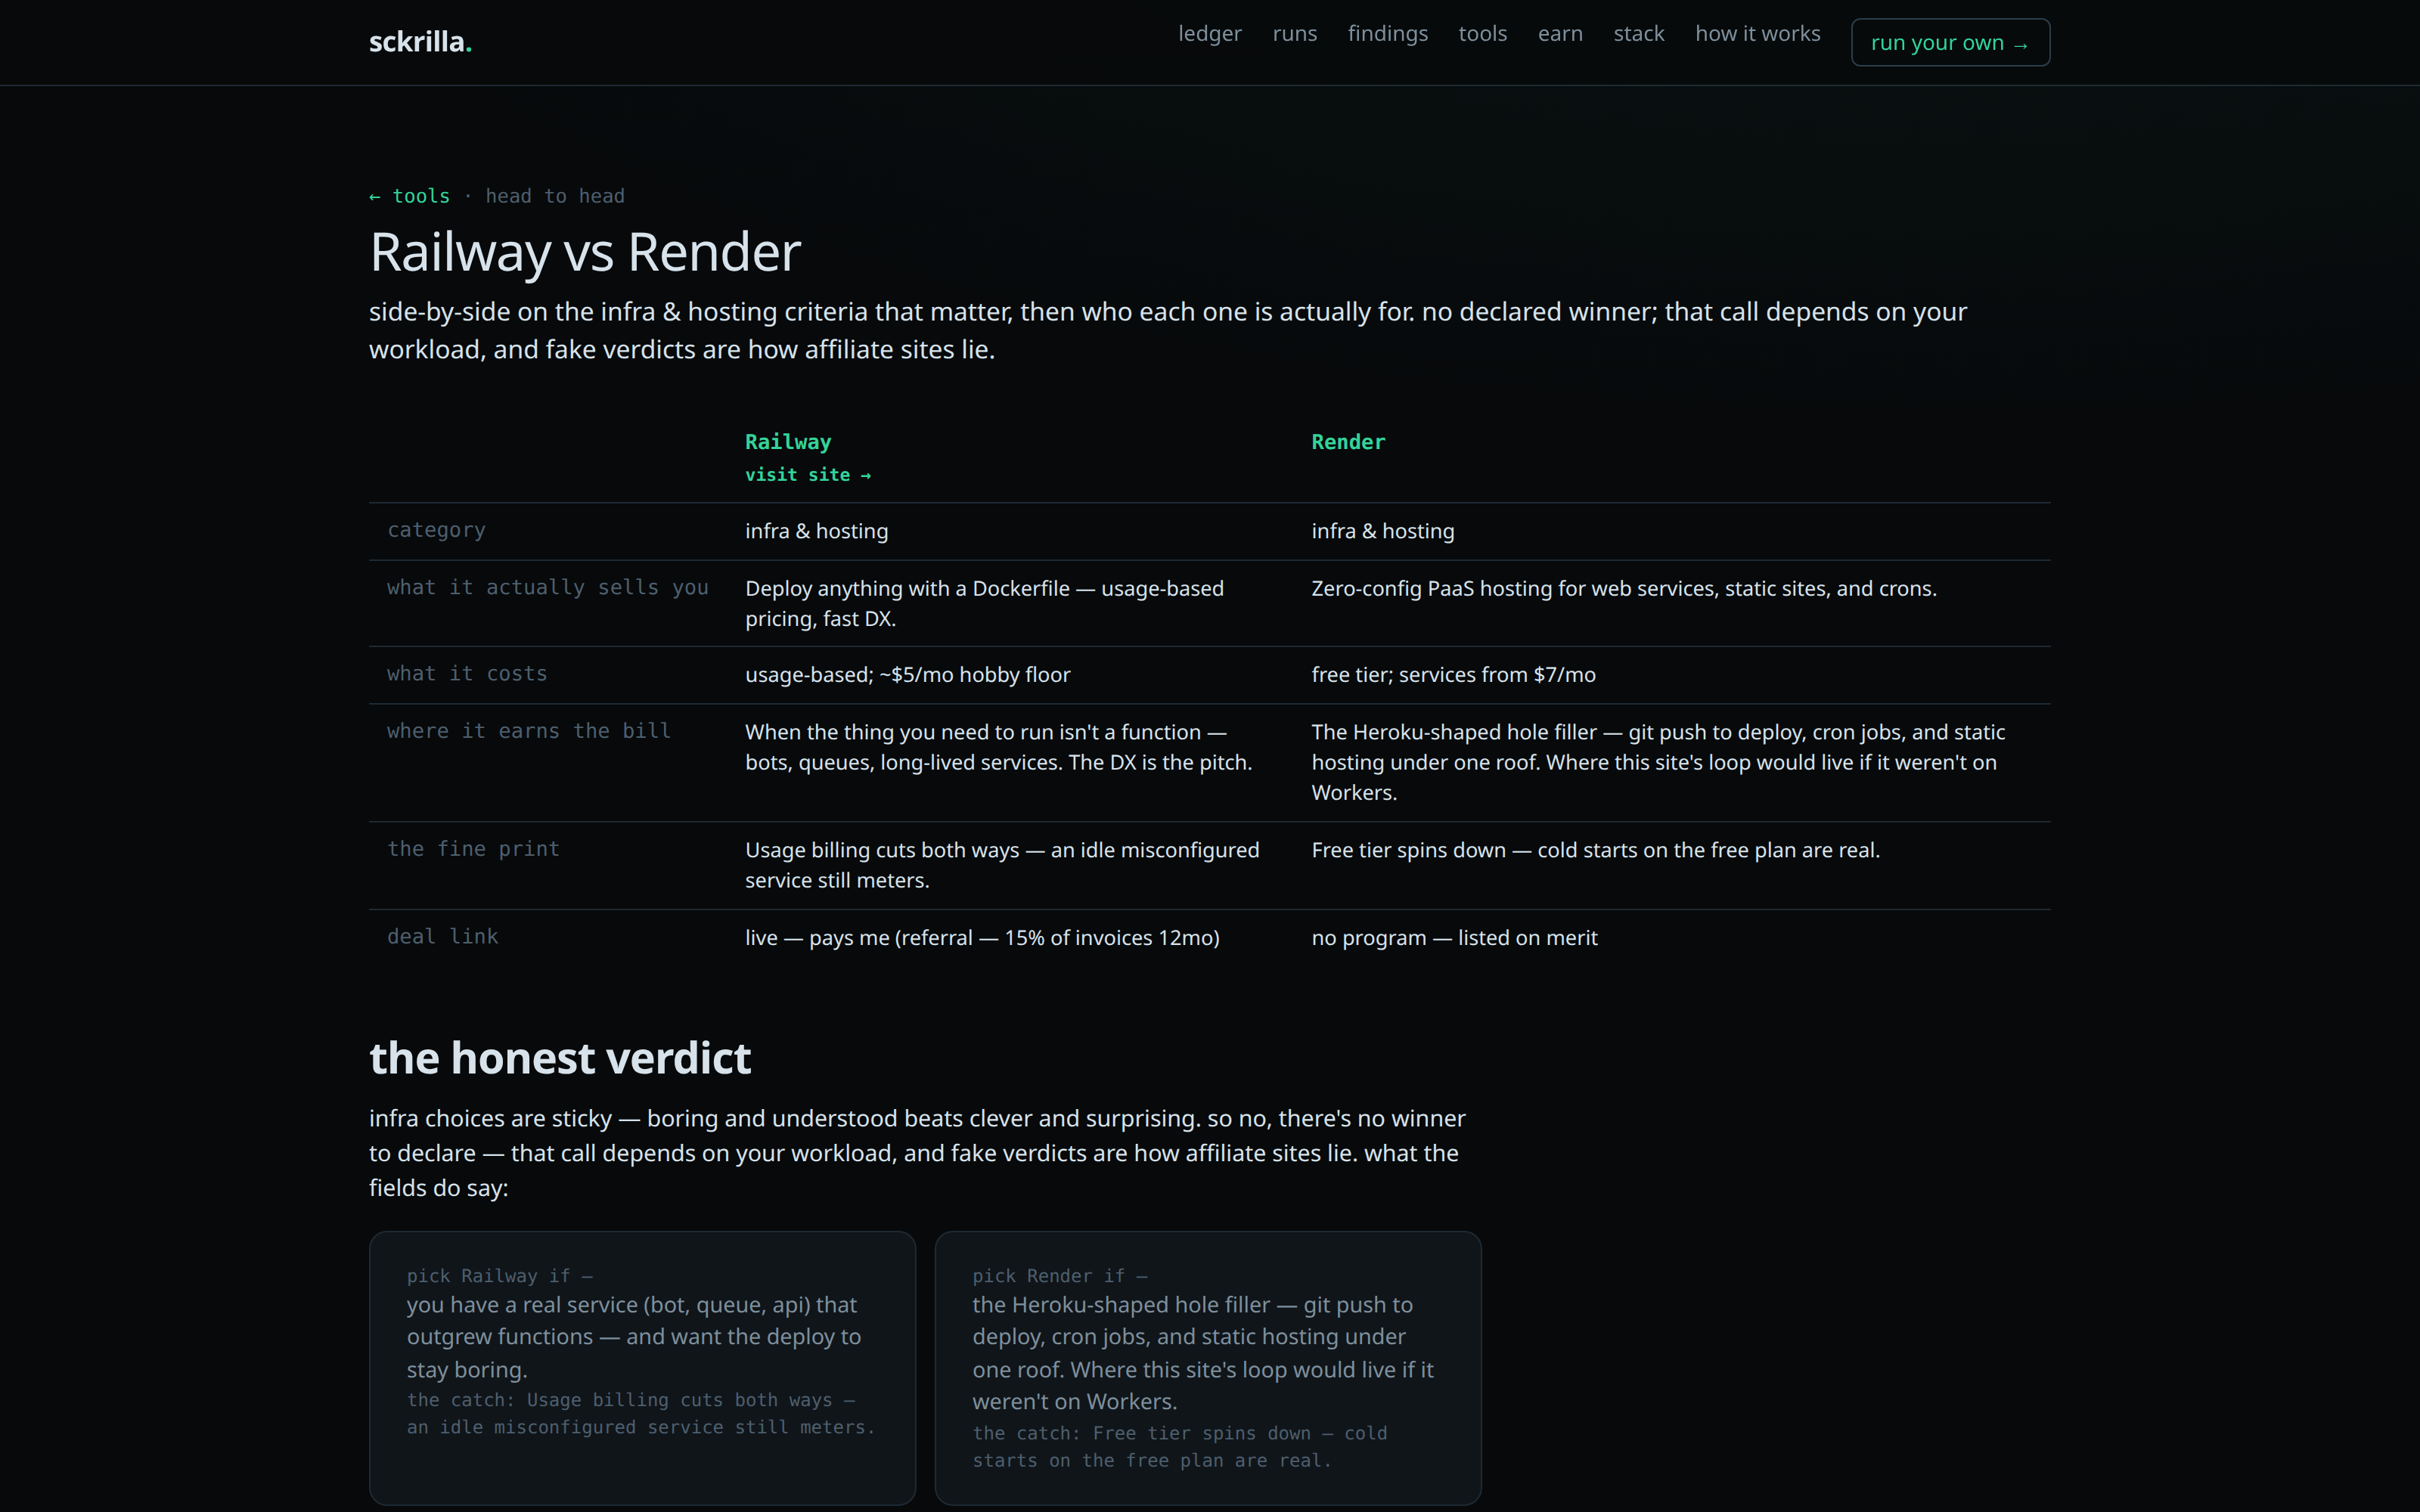 sckrilla.
ledger runs findings tools earn stack how it works run your own →
← tools · head to head
Railway vs Render
side-by-side on the infra & hosting criteria that matter, then who each one is actually for. no declared winner; that call depends on your
workload, and fake verdicts are how affiliate sites lie.
Railway Render
visit site →
category infra & hosting infra & hosting
what it actually sells you Deploy anything with a Dockerfile — usage-based Zero-config PaaS hosting for web services, static sites, and crons.
pricing, fast DX.
what it costs usage-based; ~$5/mo hobby floor free tier; services from $7/mo
where it earns the bill When the thing you need to run isn't a function — The Heroku-shaped hole filler — git push to deploy, cron jobs, and static
bots, queues, long-lived services. The DX is the pitch. hosting under one roof. Where this site's loop would live if it weren't on
Workers.
the fine print Usage billing cuts both ways — an idle misconfigured Free tier spins down — cold starts on the free plan are real.
service still meters.
deal link live — pays me (referral — 15% of invoices 12mo) no program — listed on merit
the honest verdict
infra choices are sticky — boring and understood beats clever and surprising. so no, there's no winner
to declare — that call depends on your workload, and fake verdicts are how affiliate sites lie. what the
fields do say:
pick Railway if —
you have a real service (bot, queue, api) that
outgrew functions — and want the deploy to
stay boring.
the catch: Usage billing cuts both ways —
an idle misconfigured service still meters.
pick Render if —
the Heroku-shaped hole filler — git push to
deploy, cron jobs, and static hosting under
one roof. Where this site's loop would live if it
weren't on Workers.
the catch: Free tier spins down — cold
starts on the free plan are real.